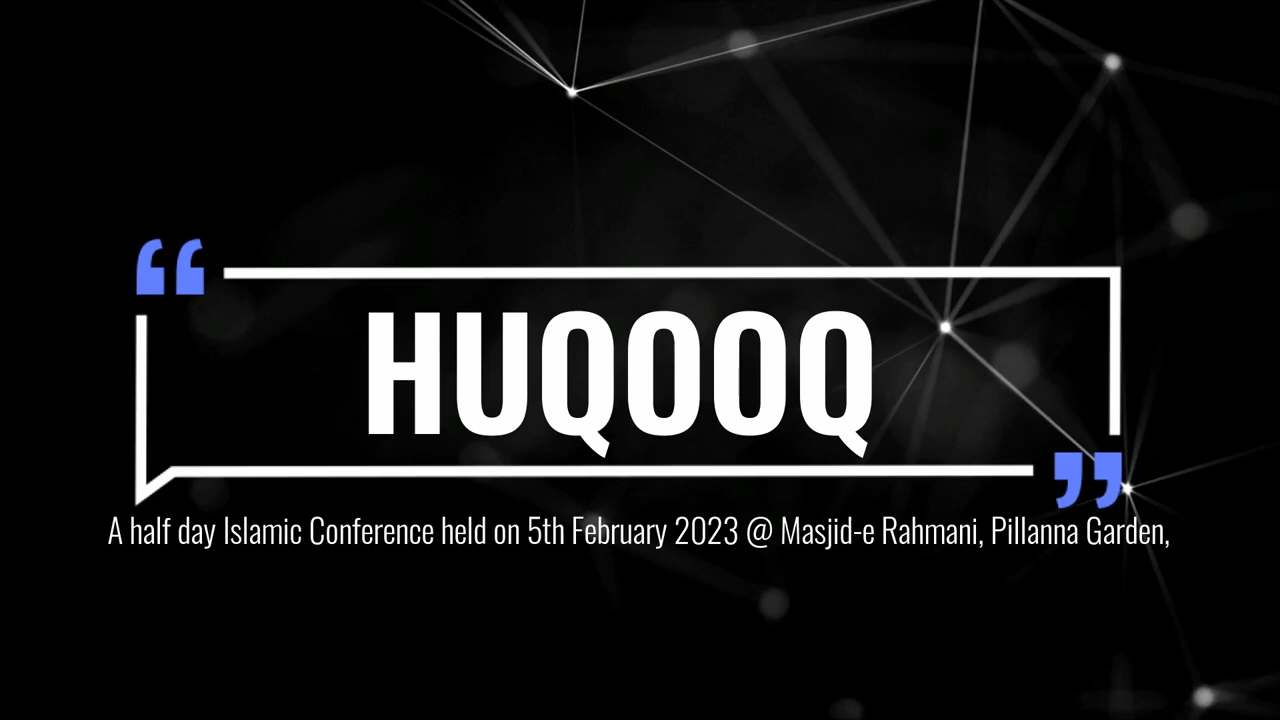 HUQOOQ
A half day Islamic Conference held on 5th February 2023 @ Masjid-e Rahmani, Pillanna Garden,